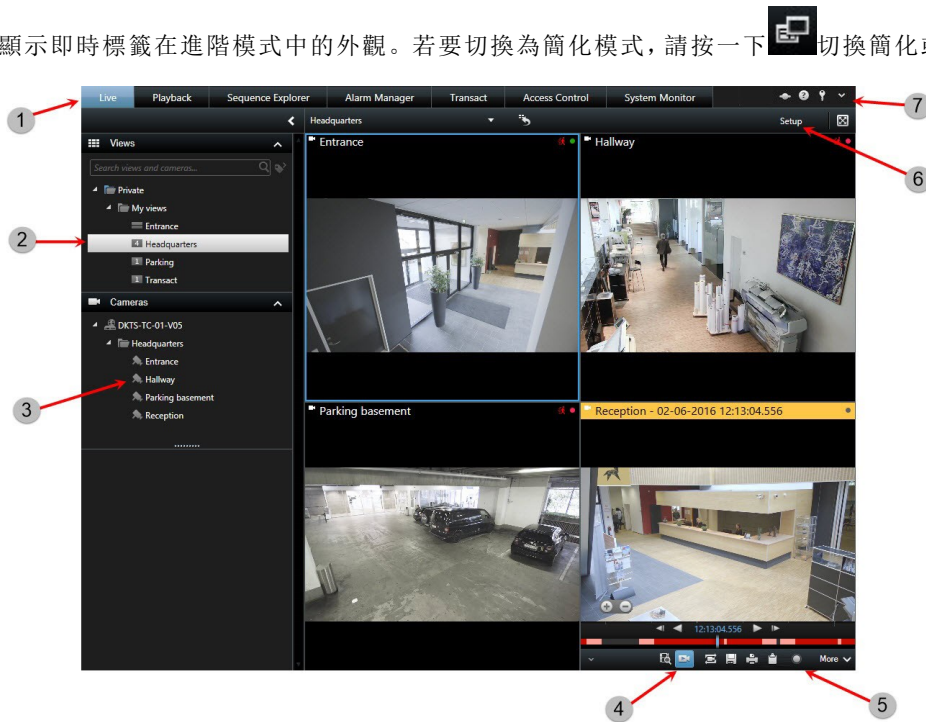 顯示即時標籤在進階模式中的外觀。若要切換為簡化模式，請按一下 切換簡化或
Live Playback Sequence Explorer Alarm Manager Transact Access Control System Monitor
7
1
Headquarters
Setup
6
Views
Search views and cameras...
Private
My views
Entrance
2
Headquarters
4
1 Parking
1 Transact
Cameras
DKTS-TC-01-V05
Headquarters
Entrance
Hallway
3
Parking basement
Reception
Entrance
Hallway
Parking basement
Reception - 02-06-2016 12:13:04.556
12:13:04.556
More
4
5